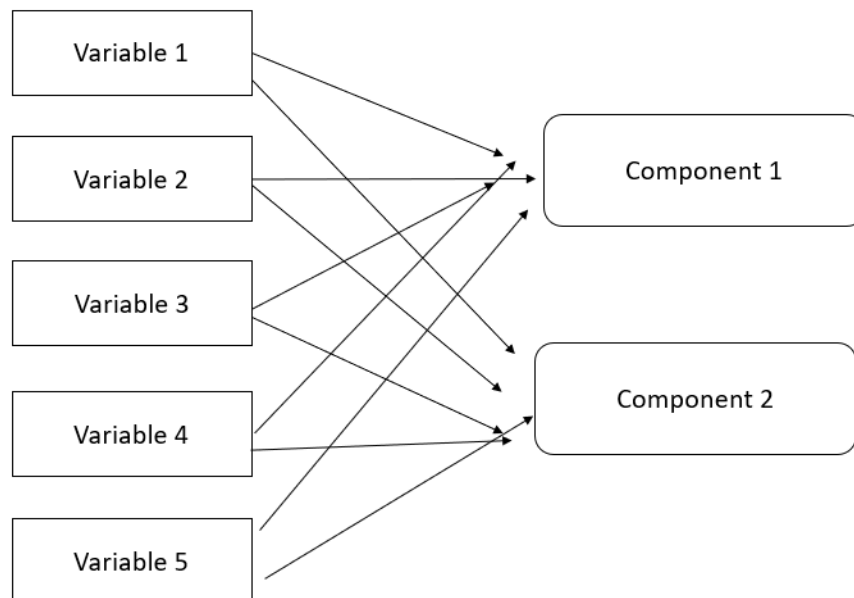 Variable 1
Variable 2
Variable 3
Variable 4
Variable 5
Component 1
Component 2